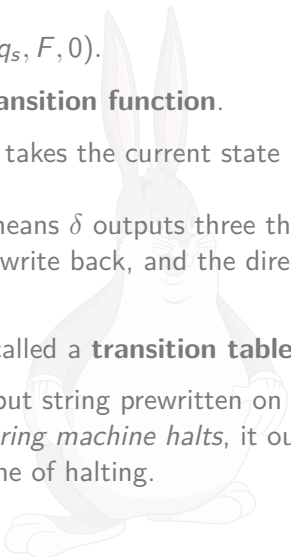 q_s, F, 0).
ansition function.
takes the current state
neans δ outputs three th
write back, and the dire
alled a transition table
out string prewritten on
ring machine halts, it ou
ne of halting.